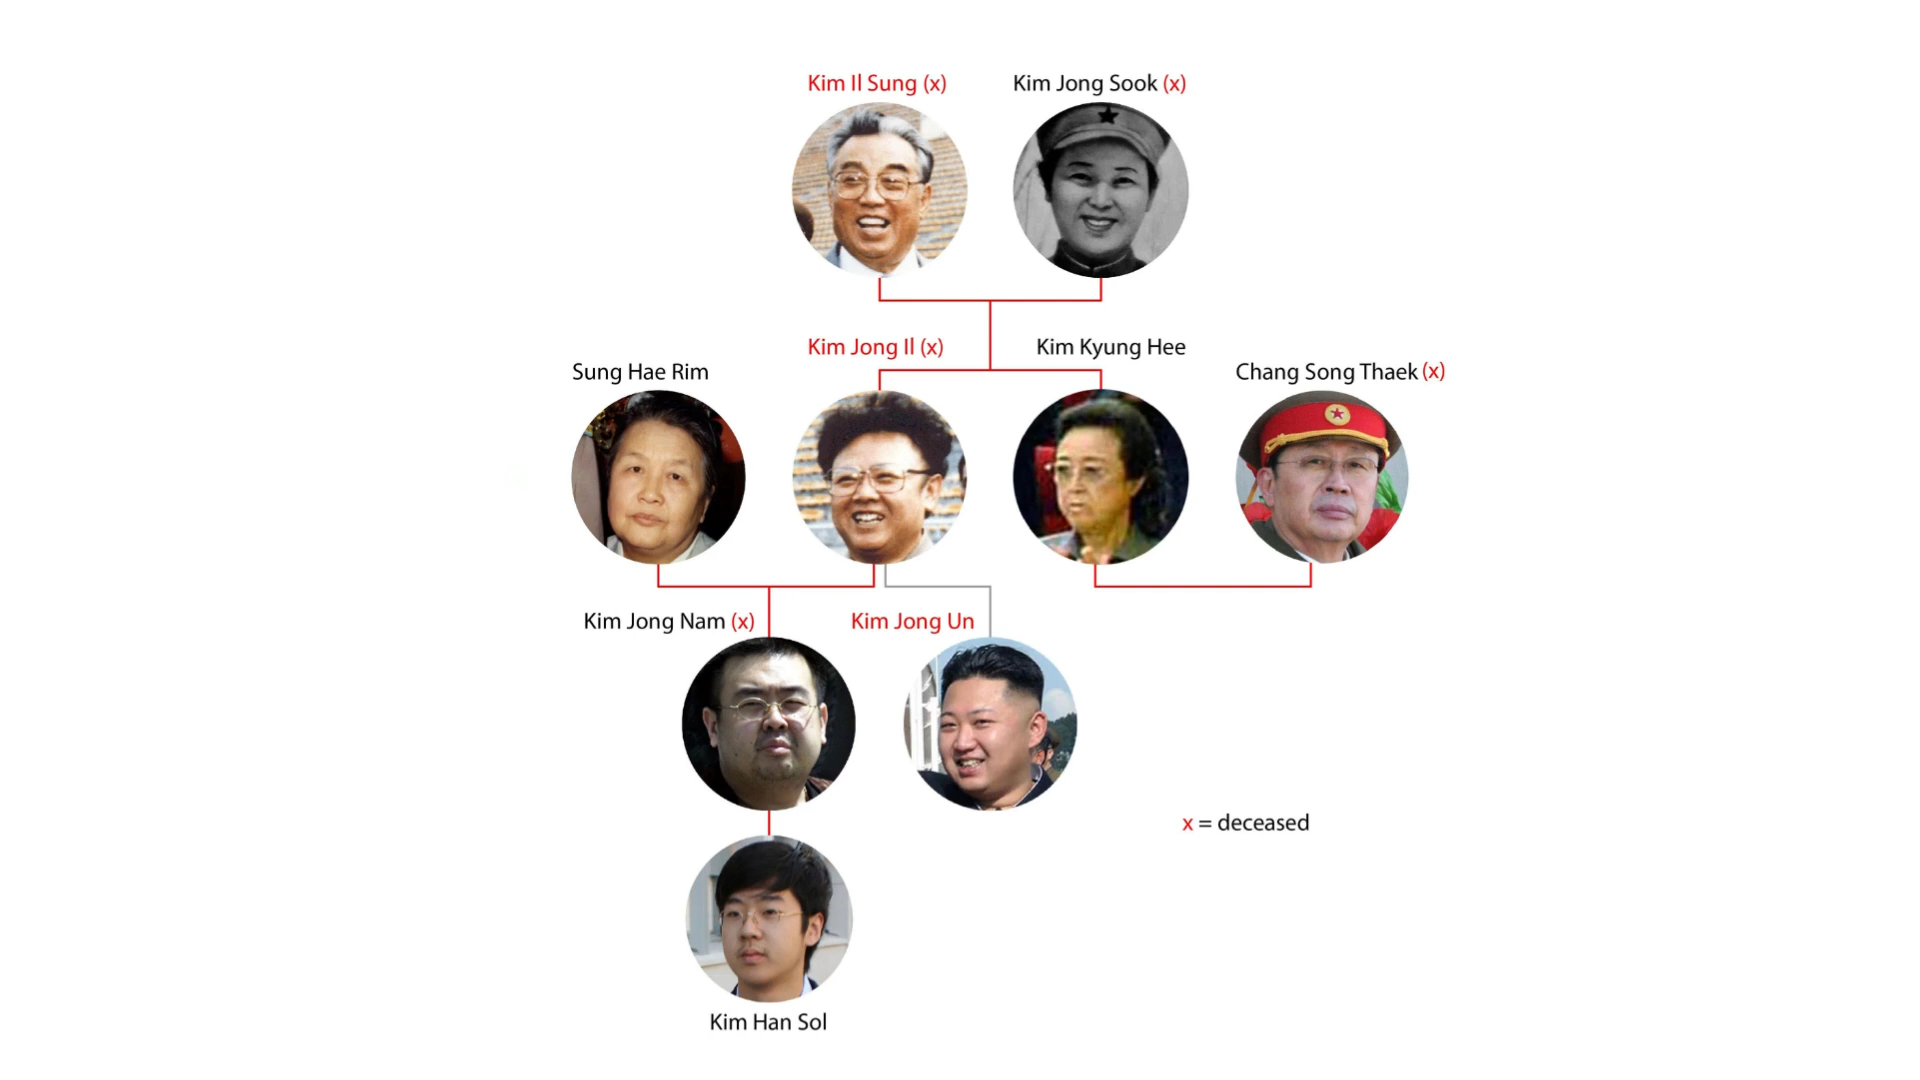 Kim Il Sung (x)
Kim Jong Sook (x)
Kim Jong Il (x)
Kim Kyung Hee
Sung Hae Rim
Chang Song Thaek (x)
Kim Jong Nam (x)
Kim Jong Un
x = deceased
Kim Han Sol